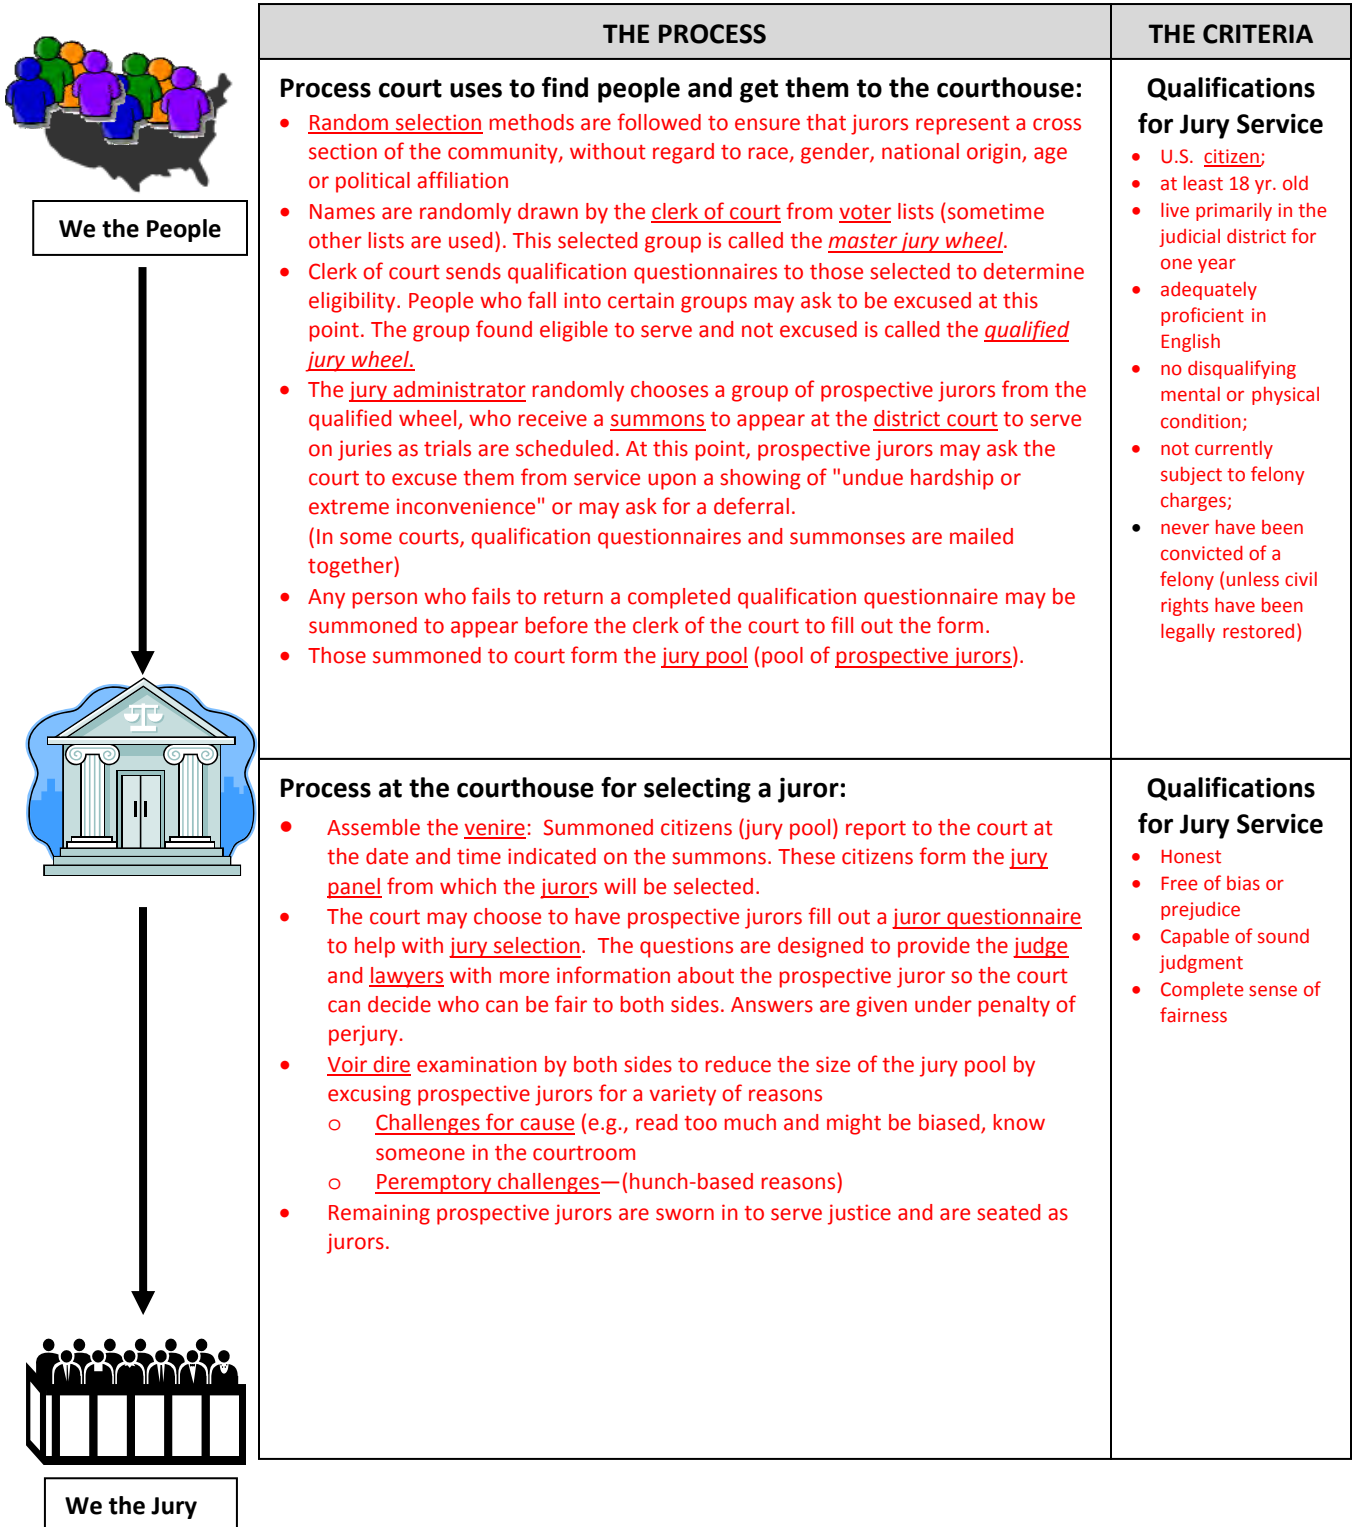 THE PROCESS
THE CRITERIA
We the People
Process court uses to find people and get them to the courthouse:
• Random selection methods are followed to ensure that jurors represent a cross
section of the community, without regard to race, gender, national origin, age
or political affiliation
• Names are randomly drawn by the clerk of court from voter lists (sometime
other lists are used). This selected group is called the master jury wheel.
• Clerk of court sends qualification questionnaires to those selected to determine
eligibility. People who fall into certain groups may ask to be excused at this
point. The group found eligible to serve and not excused is called the qualified
jury wheel.
• The jury administrator randomly chooses a group of prospective jurors from the
qualified wheel, who receive a summons to appear at the district court to serve
on juries as trials are scheduled. At this point, prospective jurors may ask the
court to excuse them from service upon a showing of "undue hardship or
extreme inconvenience" or may ask for a deferral.
(In some courts, qualification questionnaires and summonses are mailed
together)
• Any person who fails to return a completed qualification questionnaire may be
summoned to appear before the clerk of the court to fill out the form.
• Those summoned to court form the jury pool (pool of prospective jurors).
Qualifications
for Jury Service
• U.S. citizen;
• at least 18 yr. old
• live primarily in the
judicial district for
one year
• adequately
proficient in
English
• no disqualifying
mental or physical
condition;
• not currently
subject to felony
charges;
• never have been
convicted of a
felony (unless civil
rights have been
legally restored)
Process at the courthouse for selecting a juror:
• Assemble the venire: Summoned citizens (jury pool) report to the court at
the date and time indicated on the summons. These citizens form the jury
panel from which the jurors will be selected.
• The court may choose to have prospective jurors fill out a juror questionnaire
to help with jury selection. The questions are designed to provide the judge
and lawyers with more information about the prospective juror so the court
can decide who can be fair to both sides. Answers are given under penalty of
perjury.
• Voir dire examination by both sides to reduce the size of the jury pool by
excusing prospective jurors for a variety of reasons
o Challenges for cause (e.g., read too much and might be biased, know
someone in the courtroom
o Peremptory challenges—(hunch-based reasons)
• Remaining prospective jurors are sworn in to serve justice and are seated as
jurors.
Qualifications
for Jury Service
• Honest
• Free of bias or
prejudice
• Capable of sound
judgment
• Complete sense of
fairness
We the Jury